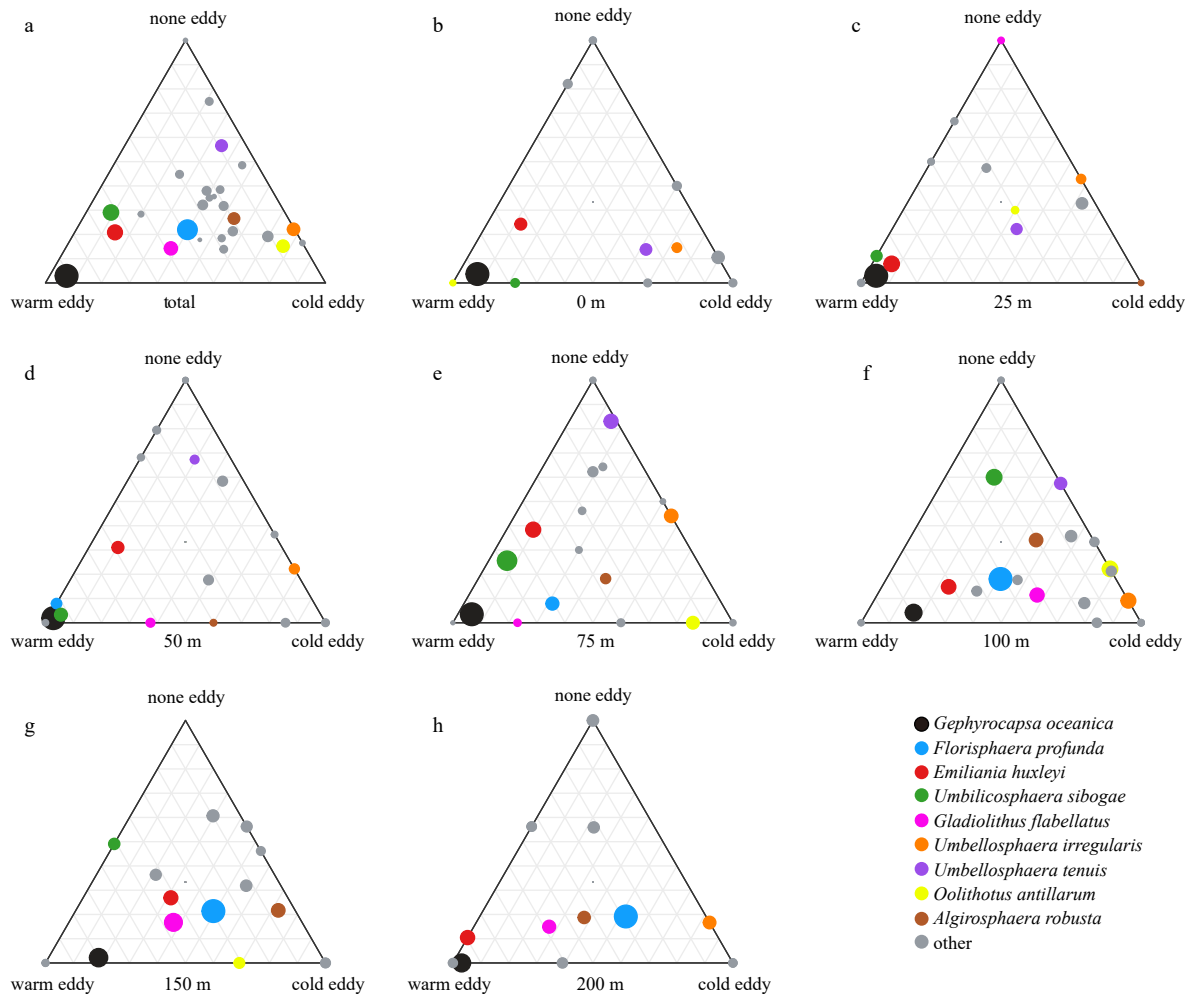 a
none eddy
warm eddy
total
cold eddy
b
none eddy
warm eddy
0 m
cold eddy
c
none eddy
warm eddy
25 m
cold eddy
d
none eddy
warm eddy
50 m
cold eddy
e
none eddy
warm eddy
75 m
cold eddy
f
none eddy
warm eddy
100 m
cold eddy
g
none eddy
warm eddy
150 m
cold eddy
h
none eddy
warm eddy
200 m
cold eddy
Gephyrocapsa oceanica
Florisphaera profunda
Emiliania huxleyi
Umbilicosphaera sibogae
Gladiolithus flabellatus
Umbellosphaera irregularis
Umbellosphaera tenuis
Oolithotus antillarum
Algirosphaera robusta
other